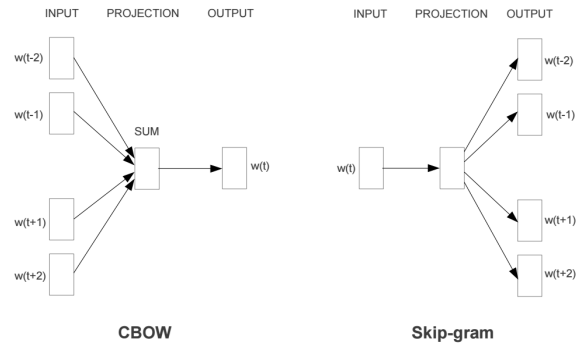 INPUT PROJECTION OUTPUT
w(t-2)
w(t-1)
SUM
w(t)
w(t+1)
w(t+2)
CBOW
INPUT PROJECTION OUTPUT
w(t-2)
w(t-1)
w(t)
w(t+1)
w(t+2)
Skip-gram